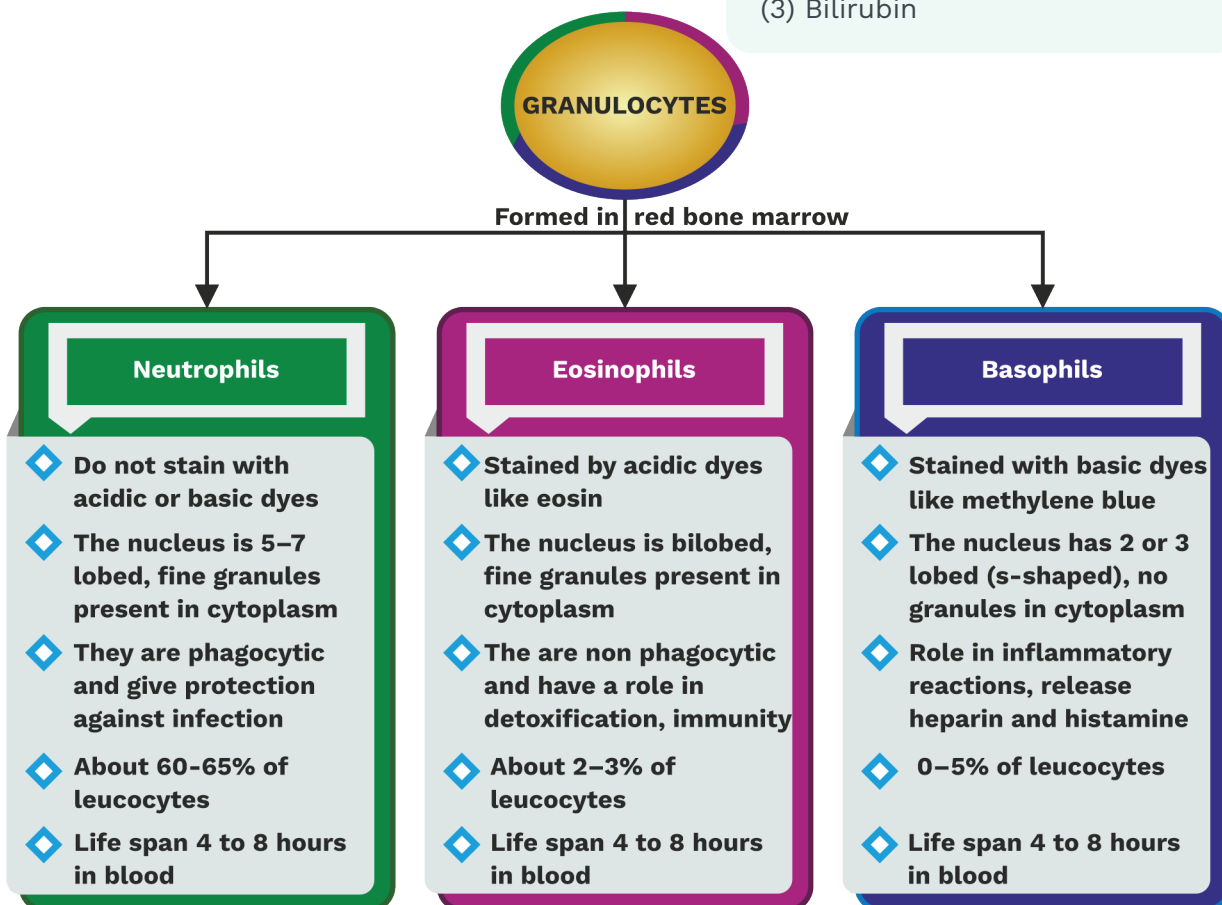 (3) Bilirubin
GRANULOCYTES
Formed in red bone marrow
Neutrophils
Do not stain with
acidic or basic dyes
The nucleus is 5–7
lobed, fine granules
present in cytoplasm
They are phagocytic
and give protection
against infection
About 60-65% of
leucocytes
Life span 4 to 8 hours
in blood
Eosinophils
Stained by acidic dyes
like eosin
The nucleus is bilobed,
fine granules present in
cytoplasm
The are non phagocytic
and have a role in
detoxification, immunity
About 2–3% of
leucocytes
Life span 4 to 8 hours
in blood
Basophils
Stained with basic dyes
like methylene blue
The nucleus has 2 or 3
lobed (s-shaped), no
granules in cytoplasm
Role in inflammatory
reactions, release
heparin and histamine
0–5% of leucocytes
Life span 4 to 8 hours
in blood